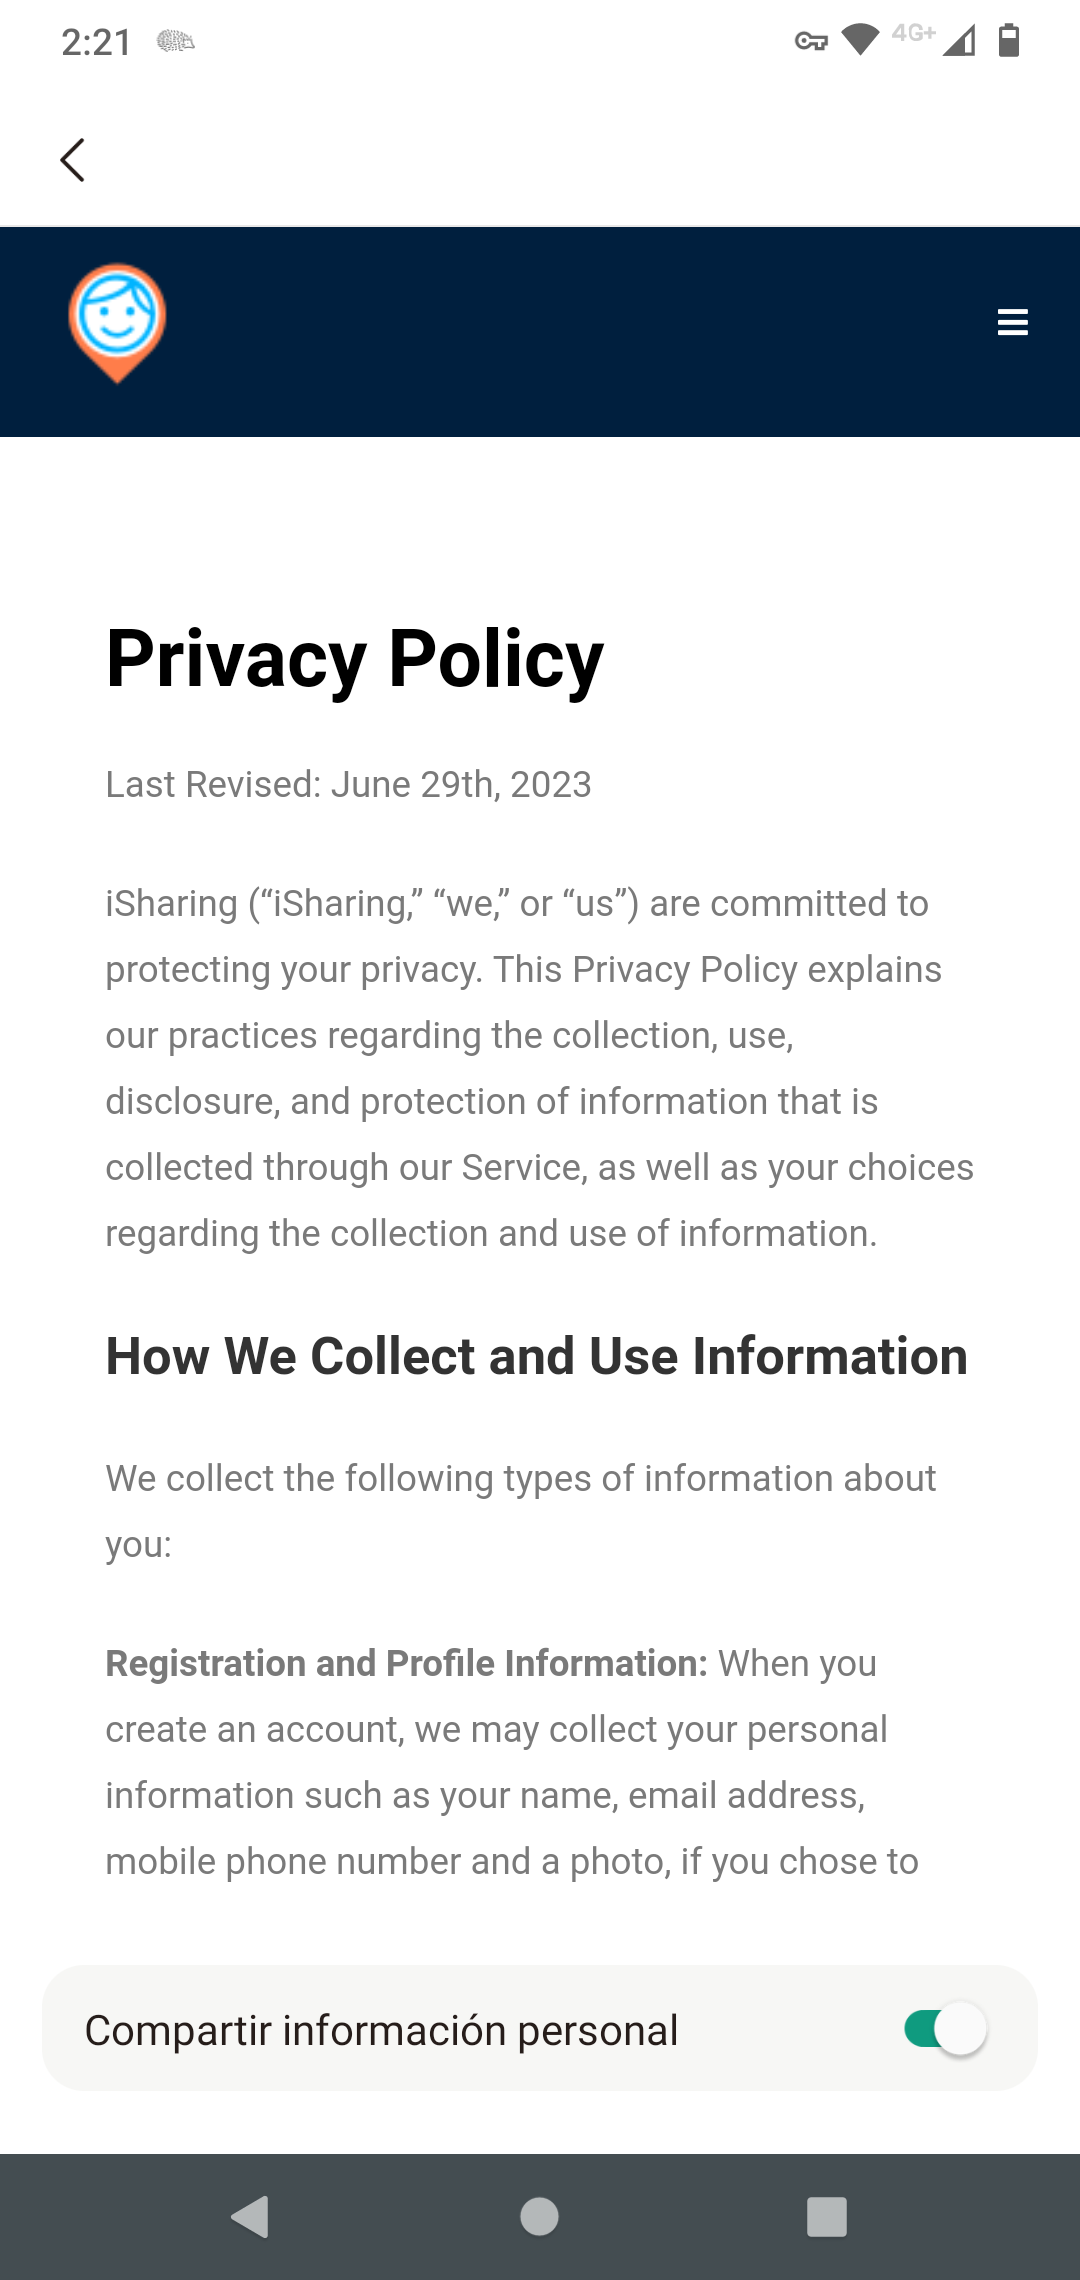 2:21
4G+
Privacy Policy
Last Revised: June 29th, 2023
iSharing (“iSharing,” “we,” or “us”) are committed to
protecting your privacy. This Privacy Policy explains
our practices regarding the collection, use,
disclosure, and protection of information that is
collected through our Service, as well as your choices
regarding the collection and use of information.
How We Collect and Use Information
We collect the following types of information about
you:
Registration and Profile Information: When you
create an account, we may collect your personal
information such as your name, email address,
mobile phone number and a photo, if you chose to
Compartir información personal